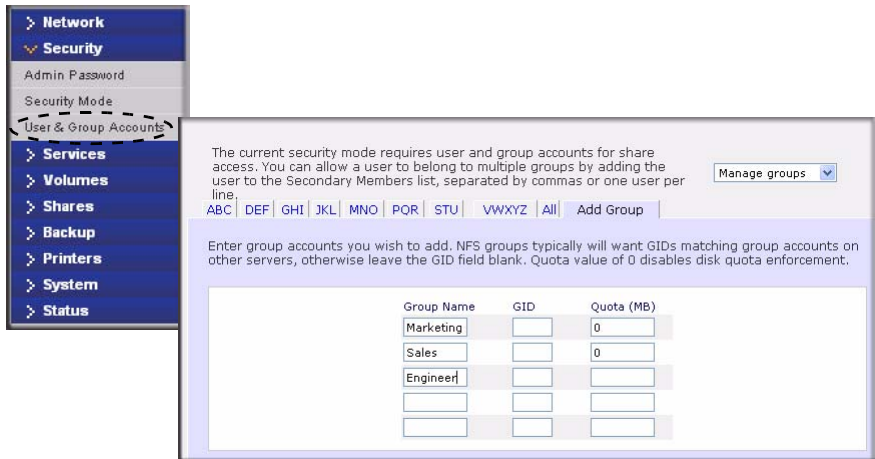 Network
Security
Admin Password
Security Mode
User & Group Accounts
Services
Volumes
Shares
Backup
Printers
System
Status
The current security mode requires user and group accounts for share
access. You can allow a user to belong to multiple groups by adding the
user to the Secondary Members list, separated by commas or one user per
line.
Manage groups
ABC DEF GHI JKL MNO PQR STU VWXYZ All Add Group
Enter group accounts you wish to add. NFS groups typically will want GIDs matching group accounts on
other servers, otherwise leave the GID field blank. Quota value of 0 disables disk quota enforcement.
Group Name GID Quota (MB)
Marketing 0
Sales 0
Engineer